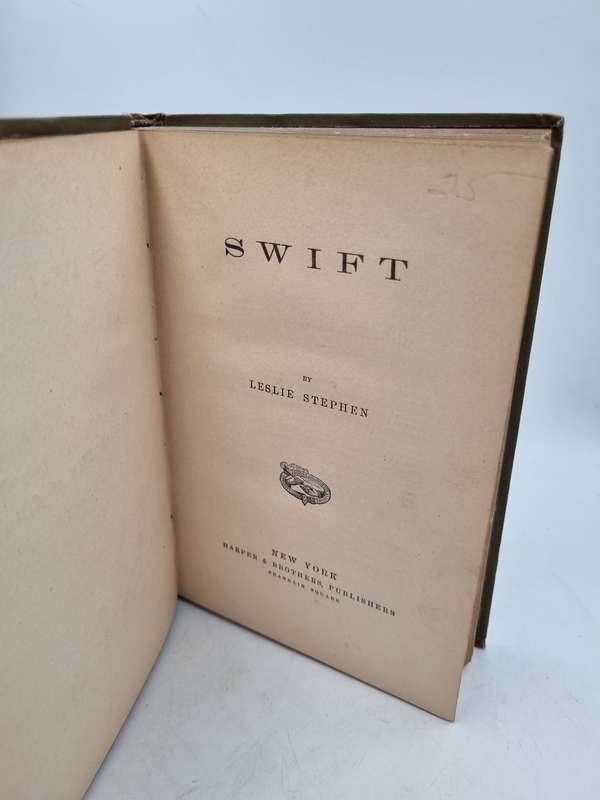 SWIFT
BY
LESLIE STEPHEN
NEW YORK
HARPER & BROTHERS, PUBLISHERS
FRANKLIN SQUARE